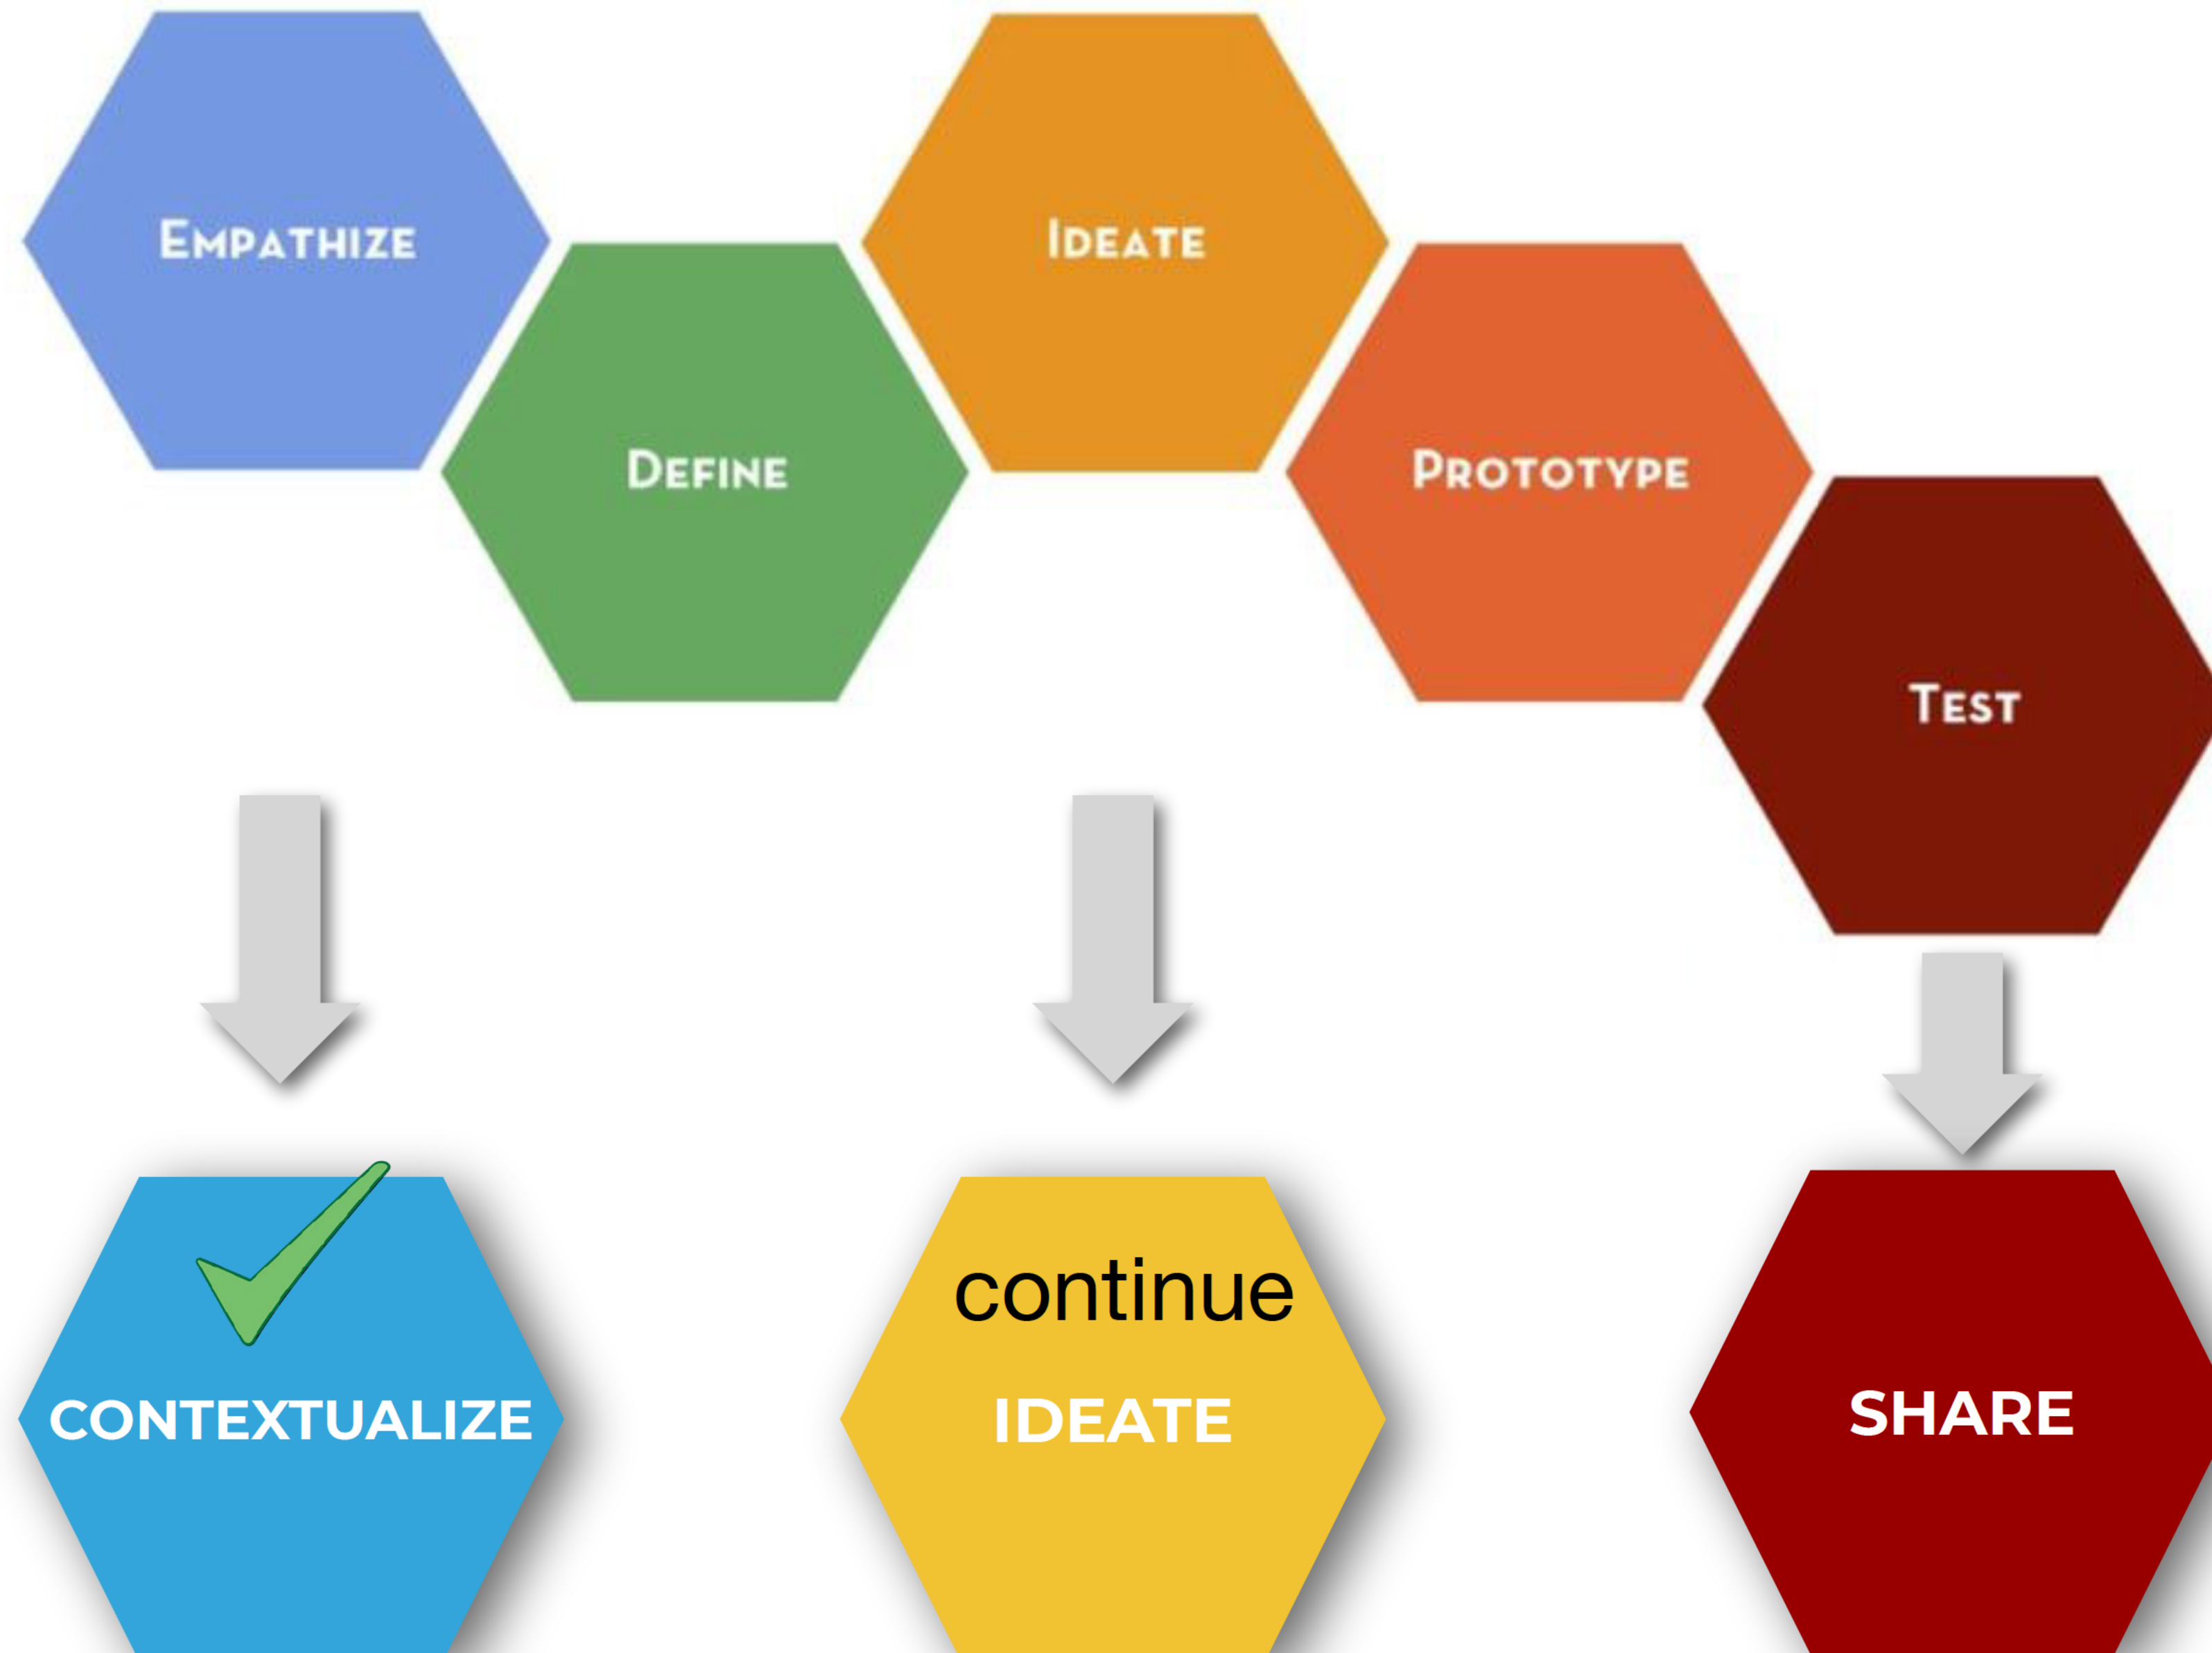 EMPATHIZE
IDEATE
DEFINE
PROTOTYPE
TEST
CONTEXTUALIZE
continue
IDEATE
SHARE